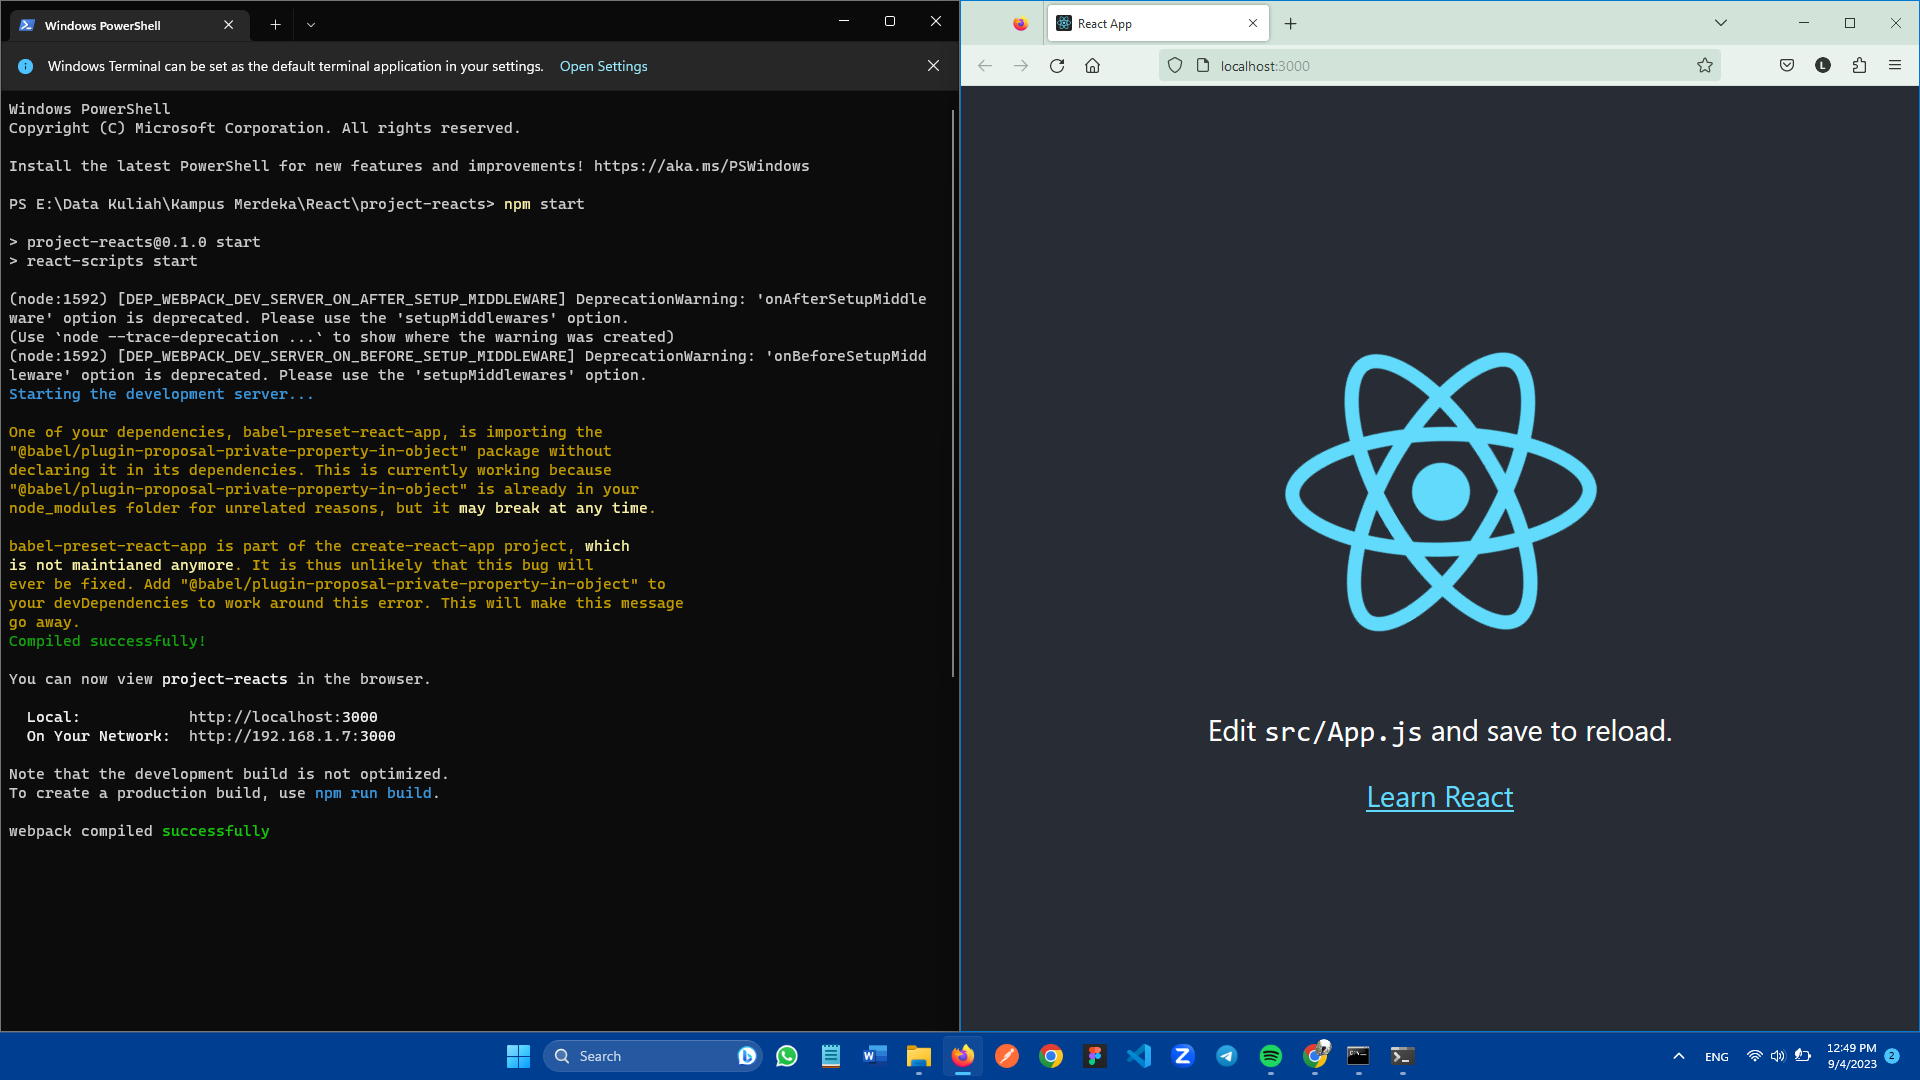 Windows PowerShell
Windows Terminal can be set as the default terminal application in your settings. Open Settings
Windows PowerShell
Copyright (C) Microsoft Corporation. All rights reserved.
Install the latest PowerShell for new features and improvements! https://aka.ms/PSWindows
PS E:\Data Kuliah\Kampus Merdeka\React\project-reacts> npm start
> project-reacts@0.1.0 start
> react-scripts start
(node:1592) [DEP_WEBPACK_DEV_SERVER_ON_AFTER_SETUP_MIDDLEWARE] DeprecationWarning: 'onAfterSetupMiddle
ware' option is deprecated. Please use the 'setupMiddlewares' option.
(Use `node --trace-deprecation ...` to show where the warning was created)
(node:1592) [DEP_WEBPACK_DEV_SERVER_ON_BEFORE_SETUP_MIDDLEWARE] DeprecationWarning: 'onBeforeSetupMidd
leware' option is deprecated. Please use the 'setupMiddlewares' option.
Starting the development server...
One of your dependencies, babel-preset-react-app, is importing the
"@babel/plugin-proposal-private-property-in-object" package without
declaring it in its dependencies. This is currently working because
"@babel/plugin-proposal-private-property-in-object" is already in your
node_modules folder for unrelated reasons, but it may break at any time.
babel-preset-react-app is part of the create-react-app project, which
is not maintianed anymore. It is thus unlikely that this bug will
ever be fixed. Add "@babel/plugin-proposal-private-property-in-object" to
your devDependencies to work around this error. This will make this message
go away.
Compiled successfully!
You can now view project-reacts in the browser.
Local: http://localhost:3000
On Your Network: http://192.168.1.7:3000
Note that the development build is not optimized.
To create a production build, use npm run build.
webpack compiled successfully
React App
localhost:3000
L
Edit src/App.js and save to reload.
Learn React
Search
ENG
12:49 PM
9/4/2023
2